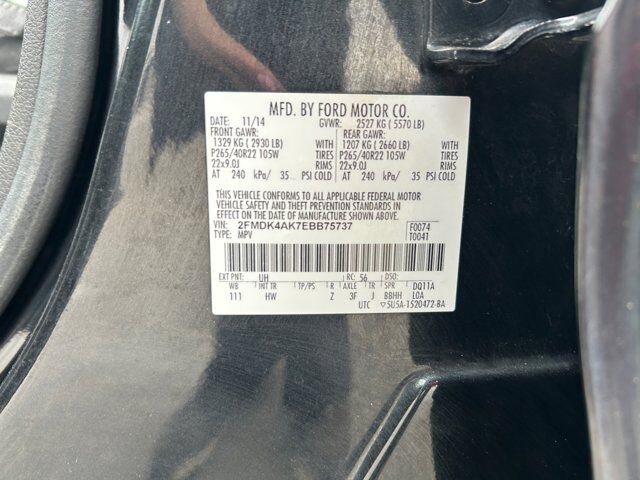 MFD. BY FORD MOTOR CO.
DATE: 11/14 GVWR: 2527 KG ( 5570 LB)
FRONT GAWR: REAR GAWR:
1329 KG ( 2930 LB) WITH 1207 KG ( 2660 LB) WITH
P265/40R22 105W TIRES P265/40R22 105W TIRES
22x9.0J RIMS 22x9.0J RIMS
AT 240 kPa/ 35 PSI COLD AT 240 kPa/ 35 PSI COLD
THIS VEHICLE CONFORMS TO ALL APPLICABLE FEDERAL MOTOR
VEHICLE SAFETY AND THEFT PREVENTION STANDARDS IN
EFFECT ON THE DATE OF MANUFACTURE SHOWN ABOVE.
VIN: 2FMDK4AK7EBB75737 F0074
TYPE: MPV T0041
EXT PNT: UH RC: 56 DSO:
WB INT TR TP/PS R AXLE TR SPR DQ11A
111 HW Z 3F J BBHH LOA
UTC ▽5U5A-1520472-BA